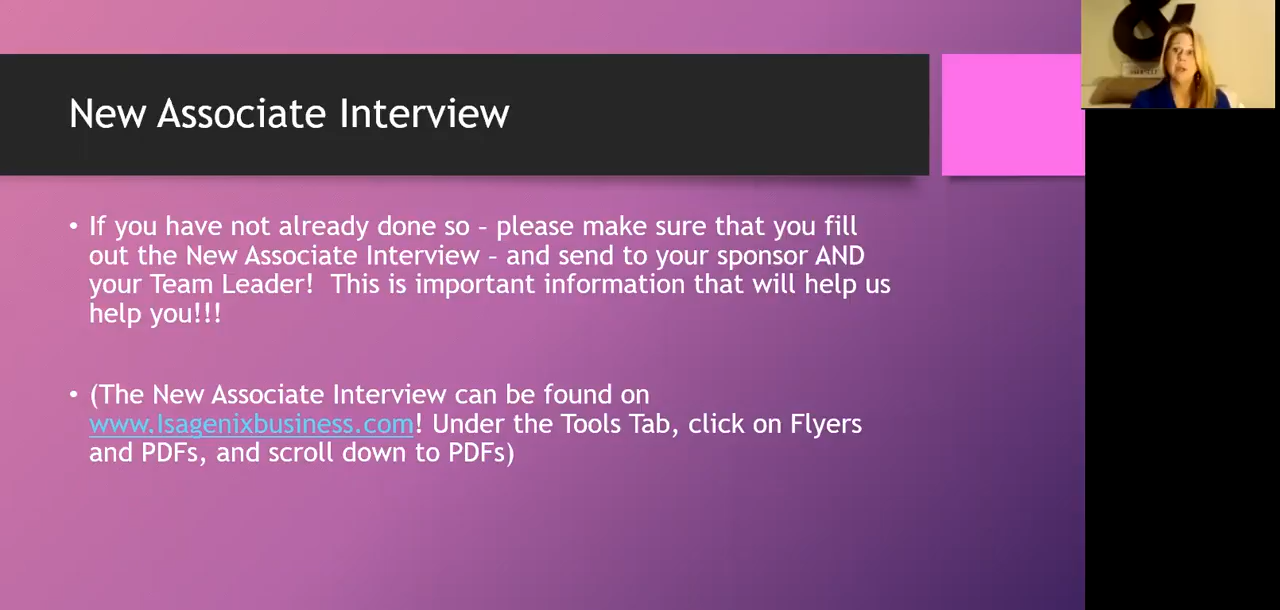 New Associate Interview
• If you have not already done so – please make sure that you fill
out the New Associate Interview – and send to your sponsor AND
your Team Leader!  This is important information that will help us
help you!!!
• (The New Associate Interview can be found on
www.Isagenixbusiness.com! Under the Tools Tab, click on Flyers
and PDFs, and scroll down to PDFs)
&